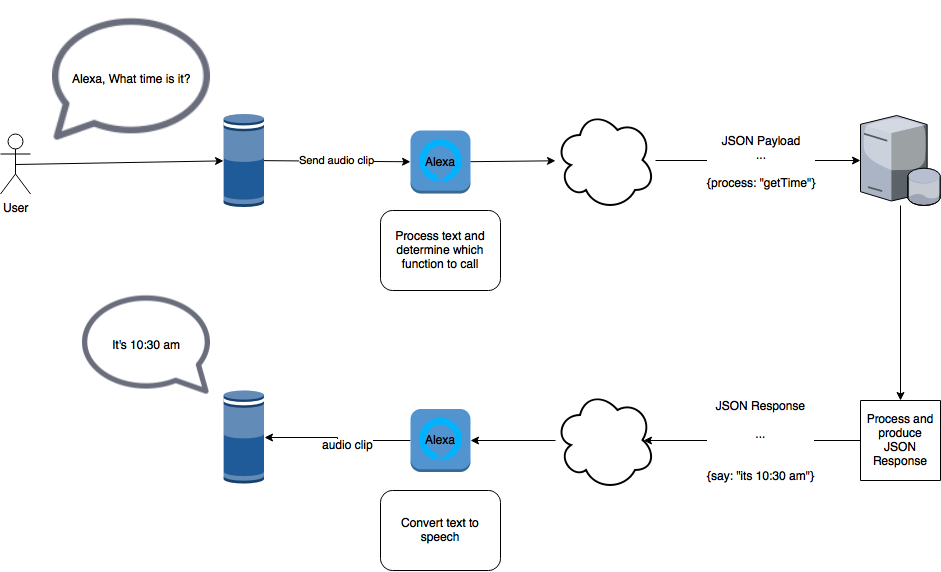 Alexa, What time is it?
User
Send audio clip
Alexa
JSON Payload
...
{process: "getTime"}
Process text and
determine which
function to call
It's 10:30 am
audio clip
Alexa
JSON Response
...
{say: "its 10:30 am"}
Process and
produce
JSON
Response
Convert text to
speech